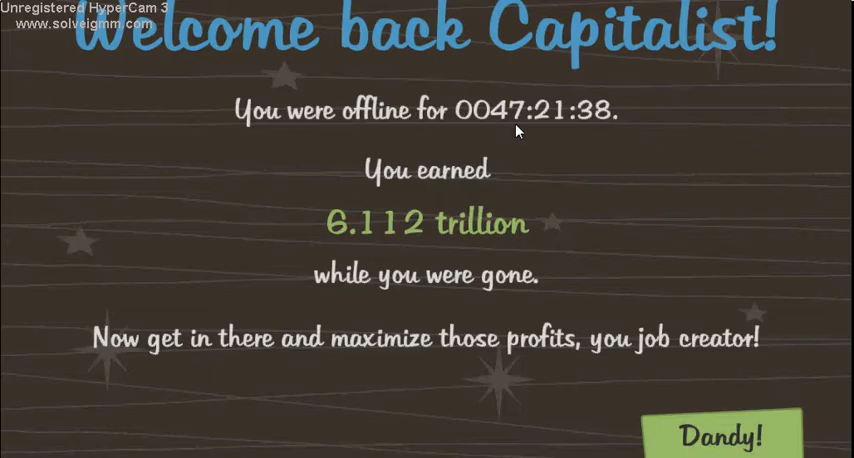 Unregistered HyperCam 3
www.solveigmm.com
Welcome back Capitalist!
You were offline for 0047:21:38.
You earned
6.112 trillion
while you were gone.
Now get in there and maximize those profits, you job creator!
Dandy!